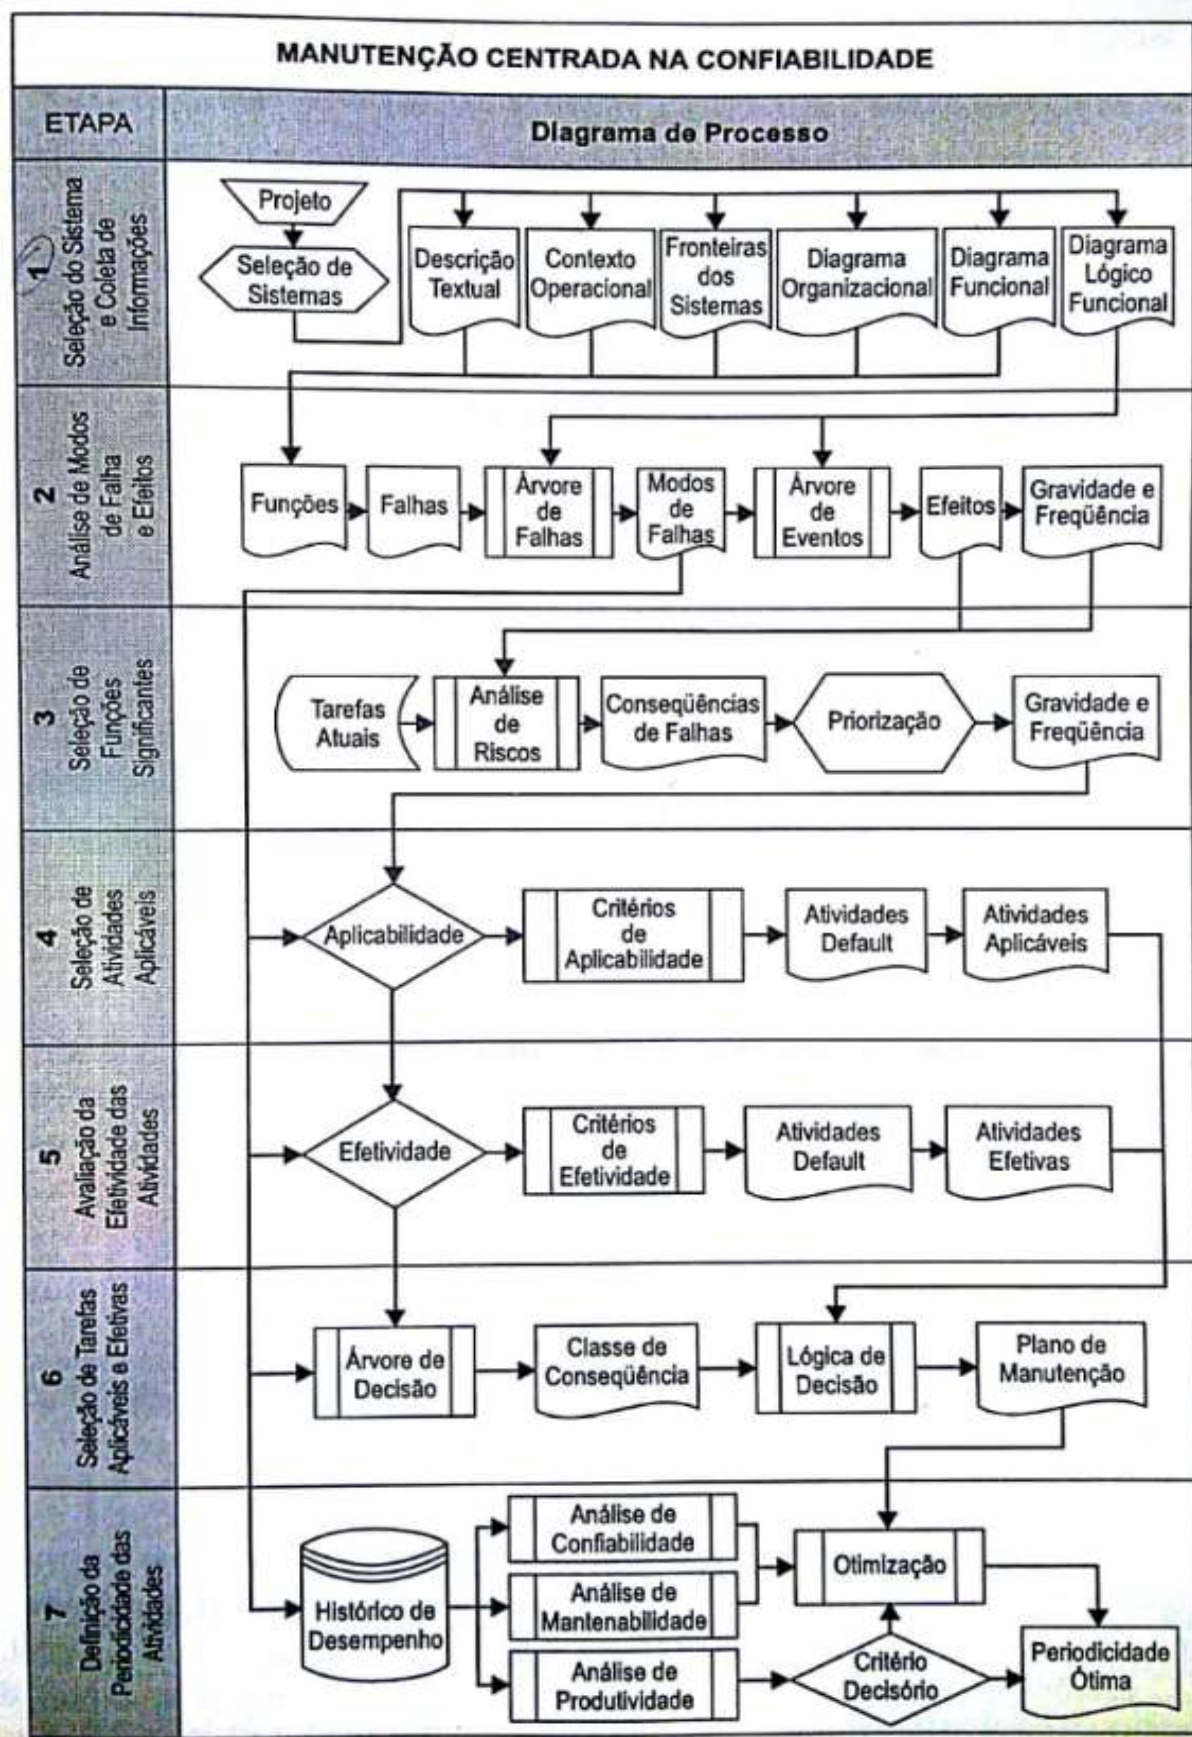 MANUTENÇÃO CENTRADA NA CONFIABILIDADE
ETAPA
Diagrama de Processo
1
Seleção do Sistema
e Coleta de
Informações
Projeto
Seleção de
Sistemas
Descrição
Textual
Contexto
Operacional
Fronteiras
dos
Sistemas
Diagrama
Organizacional
Diagrama
Funcional
Diagrama
Lógico
Funcional
2
Análise de Modos
de Falha
e Efeitos
Funções
Falhas
Árvore
de
Falhas
Modos
de
Falhas
Árvore
de
Eventos
Efeitos
Gravidade e
Freqüência
3
Seleção de
Funções
Significantes
Tarefas
Atuais
Análise
de
Riscos
Conseqüências
de Falhas
Priorização
Gravidade e
Freqüência
4
Seleção de
Atividades
Aplicáveis
Aplicabilidade
Critérios
de
Aplicabilidade
Atividades
Default
Atividades
Aplicáveis
5
Avaliação da
Efetividade das
Atividades
Efetividade
Critérios
de
Efetividade
Atividades
Default
Atividades
Efetivas
6
Seleção de Tarefas
Aplicáveis e Efetivas
Árvore de
Decisão
Classe de
Conseqüência
Lógica de
Decisão
Plano de
Manutenção
7
Definição da
Periodicidade das
Atividades
Histórico de
Desempenho
Análise de
Confiabilidade
Análise de
Mantenabilidade
Análise de
Produtividade
Otimização
Critério
Decisório
Periodicidade
Ótima